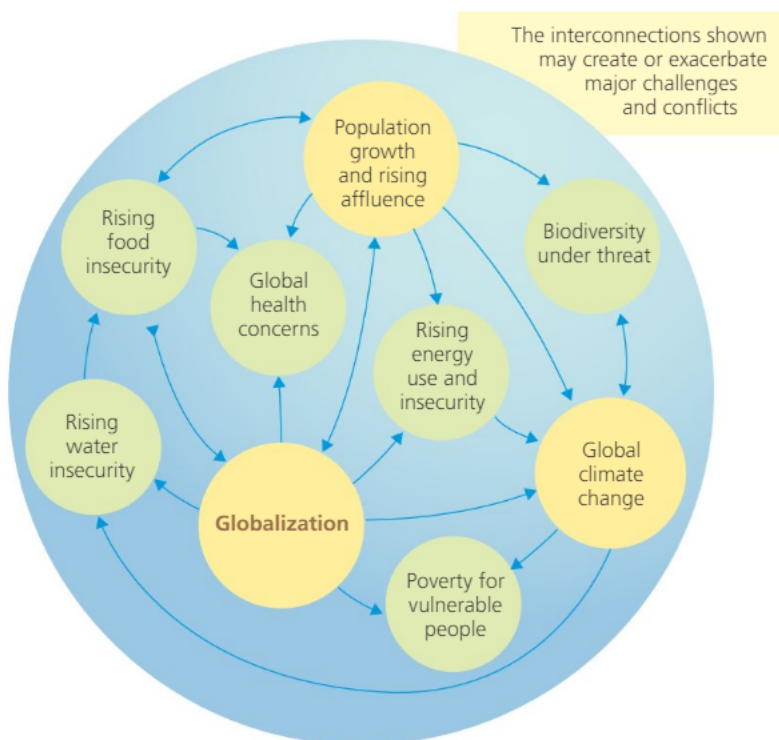 The interconnections shown
may create or exacerbate
major challenges
and conflicts
Population
growth
and rising
affluence
Rising
food
insecurity
Biodiversity
under threat
Global
health
concerns
Rising
energy
use and
insecurity
Rising
water
insecurity
Global
climate
change
Globalization
Poverty for
vulnerable
people